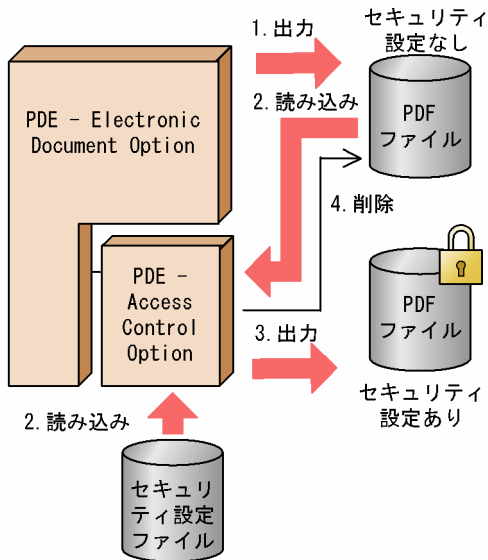 1.出力
セキュリティ
設定なし
PDE - Electronic
Document Option
2.読み込み
PDF
ファイル
4.削除
PDE -
Access
Control
Option
3.出力
PDF
ファイル
セキュリティ
設定あり
2.読み込み
セキュリ
ティ設定
ファイル